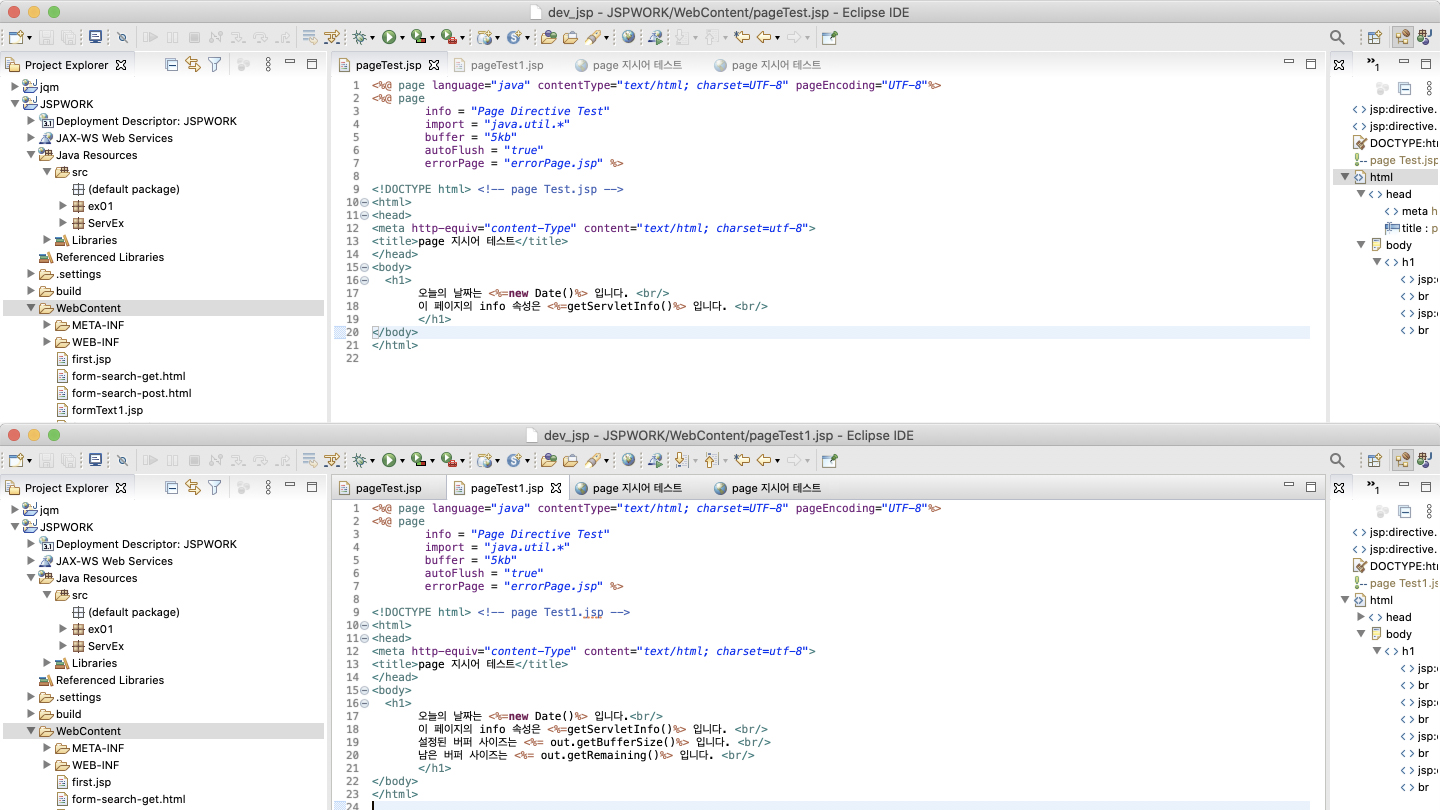 dev_jsp - JSPWORK/WebContent/pageTest.jsp - Eclipse IDE
Project Explorer
jqm
JSPWORK
Deployment Descriptor: JSPWORK
JAX-WS Web Services
Java Resources
src
(default package)
ex01
ServEx
Libraries
Referenced Libraries
.settings
build
WebContent
META-INF
WEB-INF
first.jsp
form-search-get.html
form-search-post.html
formText1.jsp
pageTest.jsp
pageTest1.jsp
page 지시어 테스트
page 지시어 테스트
1 <%@ page language="java" contentType="text/html; charset=UTF-8" pageEncoding="UTF-8"%>
2 <%@ page
3 info = "Page Directive Test"
4 import = "java.util.*"
5 buffer = "5kb"
6 autoFlush = "true"
7 errorPage = "errorPage.jsp" %>
8
9 <!DOCTYPE html> <!-- page Test.jsp -->
10 <html>
11 <head>
12 <meta http-equiv="content-Type" content="text/html; charset=utf-8">
13 <title>page 지시어 테스트</title>
14 </head>
15 <body>
16 <h1>
17 오늘의 날짜는 <%=new Date()%> 입니다. <br/>
18 이 페이지의 info 속성은 <%=getServletInfo()%> 입니다. <br/>
19 </h1>
20 </body>
21 </html>
22
»1
jsp:directive.
jsp:directive.
DOCTYPE:ht
page Test.jsp
html
head
meta h
title : p
body
h1
jsp:
br
jsp:
br
dev_jsp - JSPWORK/WebContent/pageTest1.jsp - Eclipse IDE
Project Explorer
jqm
JSPWORK
Deployment Descriptor: JSPWORK
JAX-WS Web Services
Java Resources
src
(default package)
ex01
ServEx
Libraries
Referenced Libraries
.settings
build
WebContent
META-INF
WEB-INF
first.jsp
form-search-get.html
pageTest.jsp
pageTest1.jsp
page 지시어 테스트
page 지시어 테스트
1 <%@ page language="java" contentType="text/html; charset=UTF-8" pageEncoding="UTF-8"%>
2 <%@ page
3 info = "Page Directive Test"
4 import = "java.util.*"
5 buffer = "5kb"
6 autoFlush = "true"
7 errorPage = "errorPage.jsp" %>
8
9 <!DOCTYPE html> <!-- page Test1.jsp -->
10 <html>
11 <head>
12 <meta http-equiv="content-Type" content="text/html; charset=utf-8">
13 <title>page 지시어 테스트</title>
14 </head>
15 <body>
16 <h1>
17 오늘의 날짜는 <%=new Date()%> 입니다.<br/>
18 이 페이지의 info 속성은 <%=getServletInfo()%> 입니다. <br/>
19 설정된 버퍼 사이즈는 <%= out.getBufferSize()%> 입니다. <br/>
20 남은 버퍼 사이즈는 <%= out.getRemaining()%> 입니다. <br/>
21 </h1>
22 </body>
23 </html>
24
»1
jsp:directive.
jsp:directive.
DOCTYPE:ht
page Test1.js
html
head
body
h1
jsp:
br
jsp:
br
jsp:
br
jsp:
br